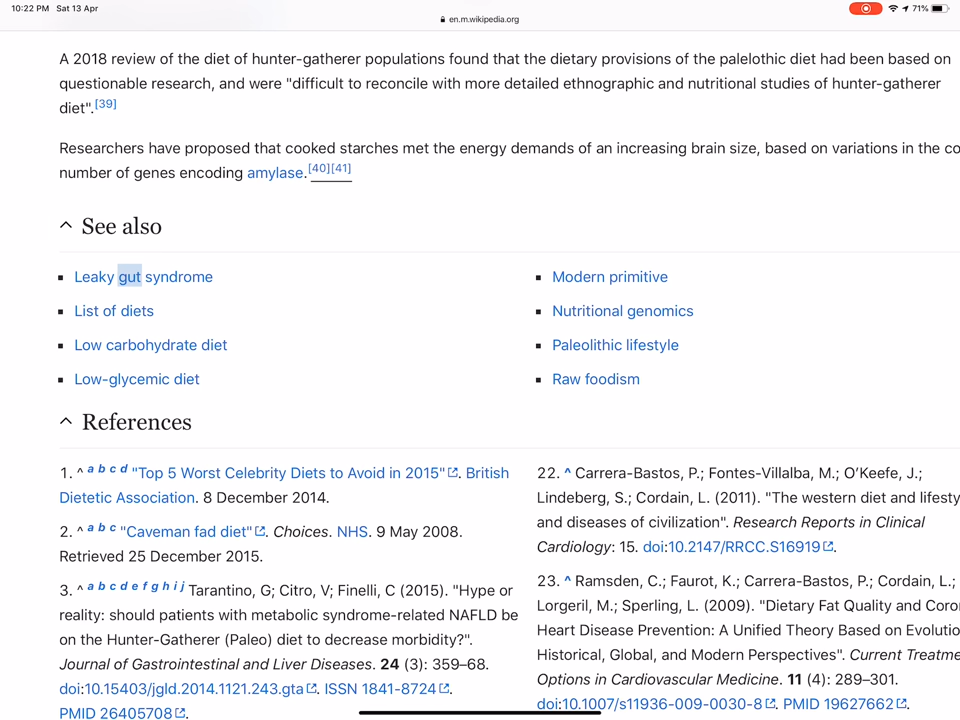 10:22 PM Sat 13 Apr
71%
en.m.wikipedia.org
A 2018 review of the diet of hunter-gatherer populations found that the dietary provisions of the paleolithic diet had been based on
questionable research, and were "difficult to reconcile with more detailed ethnographic and nutritional studies of hunter-gatherer
diet".[39]
Researchers have proposed that cooked starches met the energy demands of an increasing brain size, based on variations in the co
number of genes encoding amylase.[40][41]
^ See also
▪ Leaky gut syndrome
▪ List of diets
▪ Low carbohydrate diet
▪ Low-glycemic diet
▪ Modern primitive
▪ Nutritional genomics
▪ Paleolithic lifestyle
▪ Raw foodism
^ References
1. ^ a b c d "Top 5 Worst Celebrity Diets to Avoid in 2015". British
Dietetic Association. 8 December 2014.
2. ^ a b c "Caveman fad diet". Choices. NHS. 9 May 2008.
Retrieved 25 December 2015.
3. ^ a b c d e f g h i j Tarantino, G; Citro, V; Finelli, C (2015). "Hype or
reality: should patients with metabolic syndrome-related NAFLD be
on the Hunter-Gatherer (Paleo) diet to decrease morbidity?".
Journal of Gastrointestinal and Liver Diseases. 24 (3): 359–68.
doi:10.15403/jgld.2014.1121.243.gta. ISSN 1841-8724.
PMID 26405708.
22. ^ Carrera-Bastos, P.; Fontes-Villalba, M.; O'Keefe, J.;
Lindeberg, S.; Cordain, L. (2011). "The western diet and lifesty
and diseases of civilization". Research Reports in Clinical
Cardiology: 15. doi:10.2147/RRCC.S16919.
23. ^ Ramsden, C.; Faurot, K.; Carrera-Bastos, P.; Cordain, L.;
Lorgeril, M.; Sperling, L. (2009). "Dietary Fat Quality and Coro
Heart Disease Prevention: A Unified Theory Based on Evolutio
Historical, Global, and Modern Perspectives". Current Treatme
Options in Cardiovascular Medicine. 11 (4): 289–301.
doi:10.1007/s11936-009-0030-8. PMID 19627662.